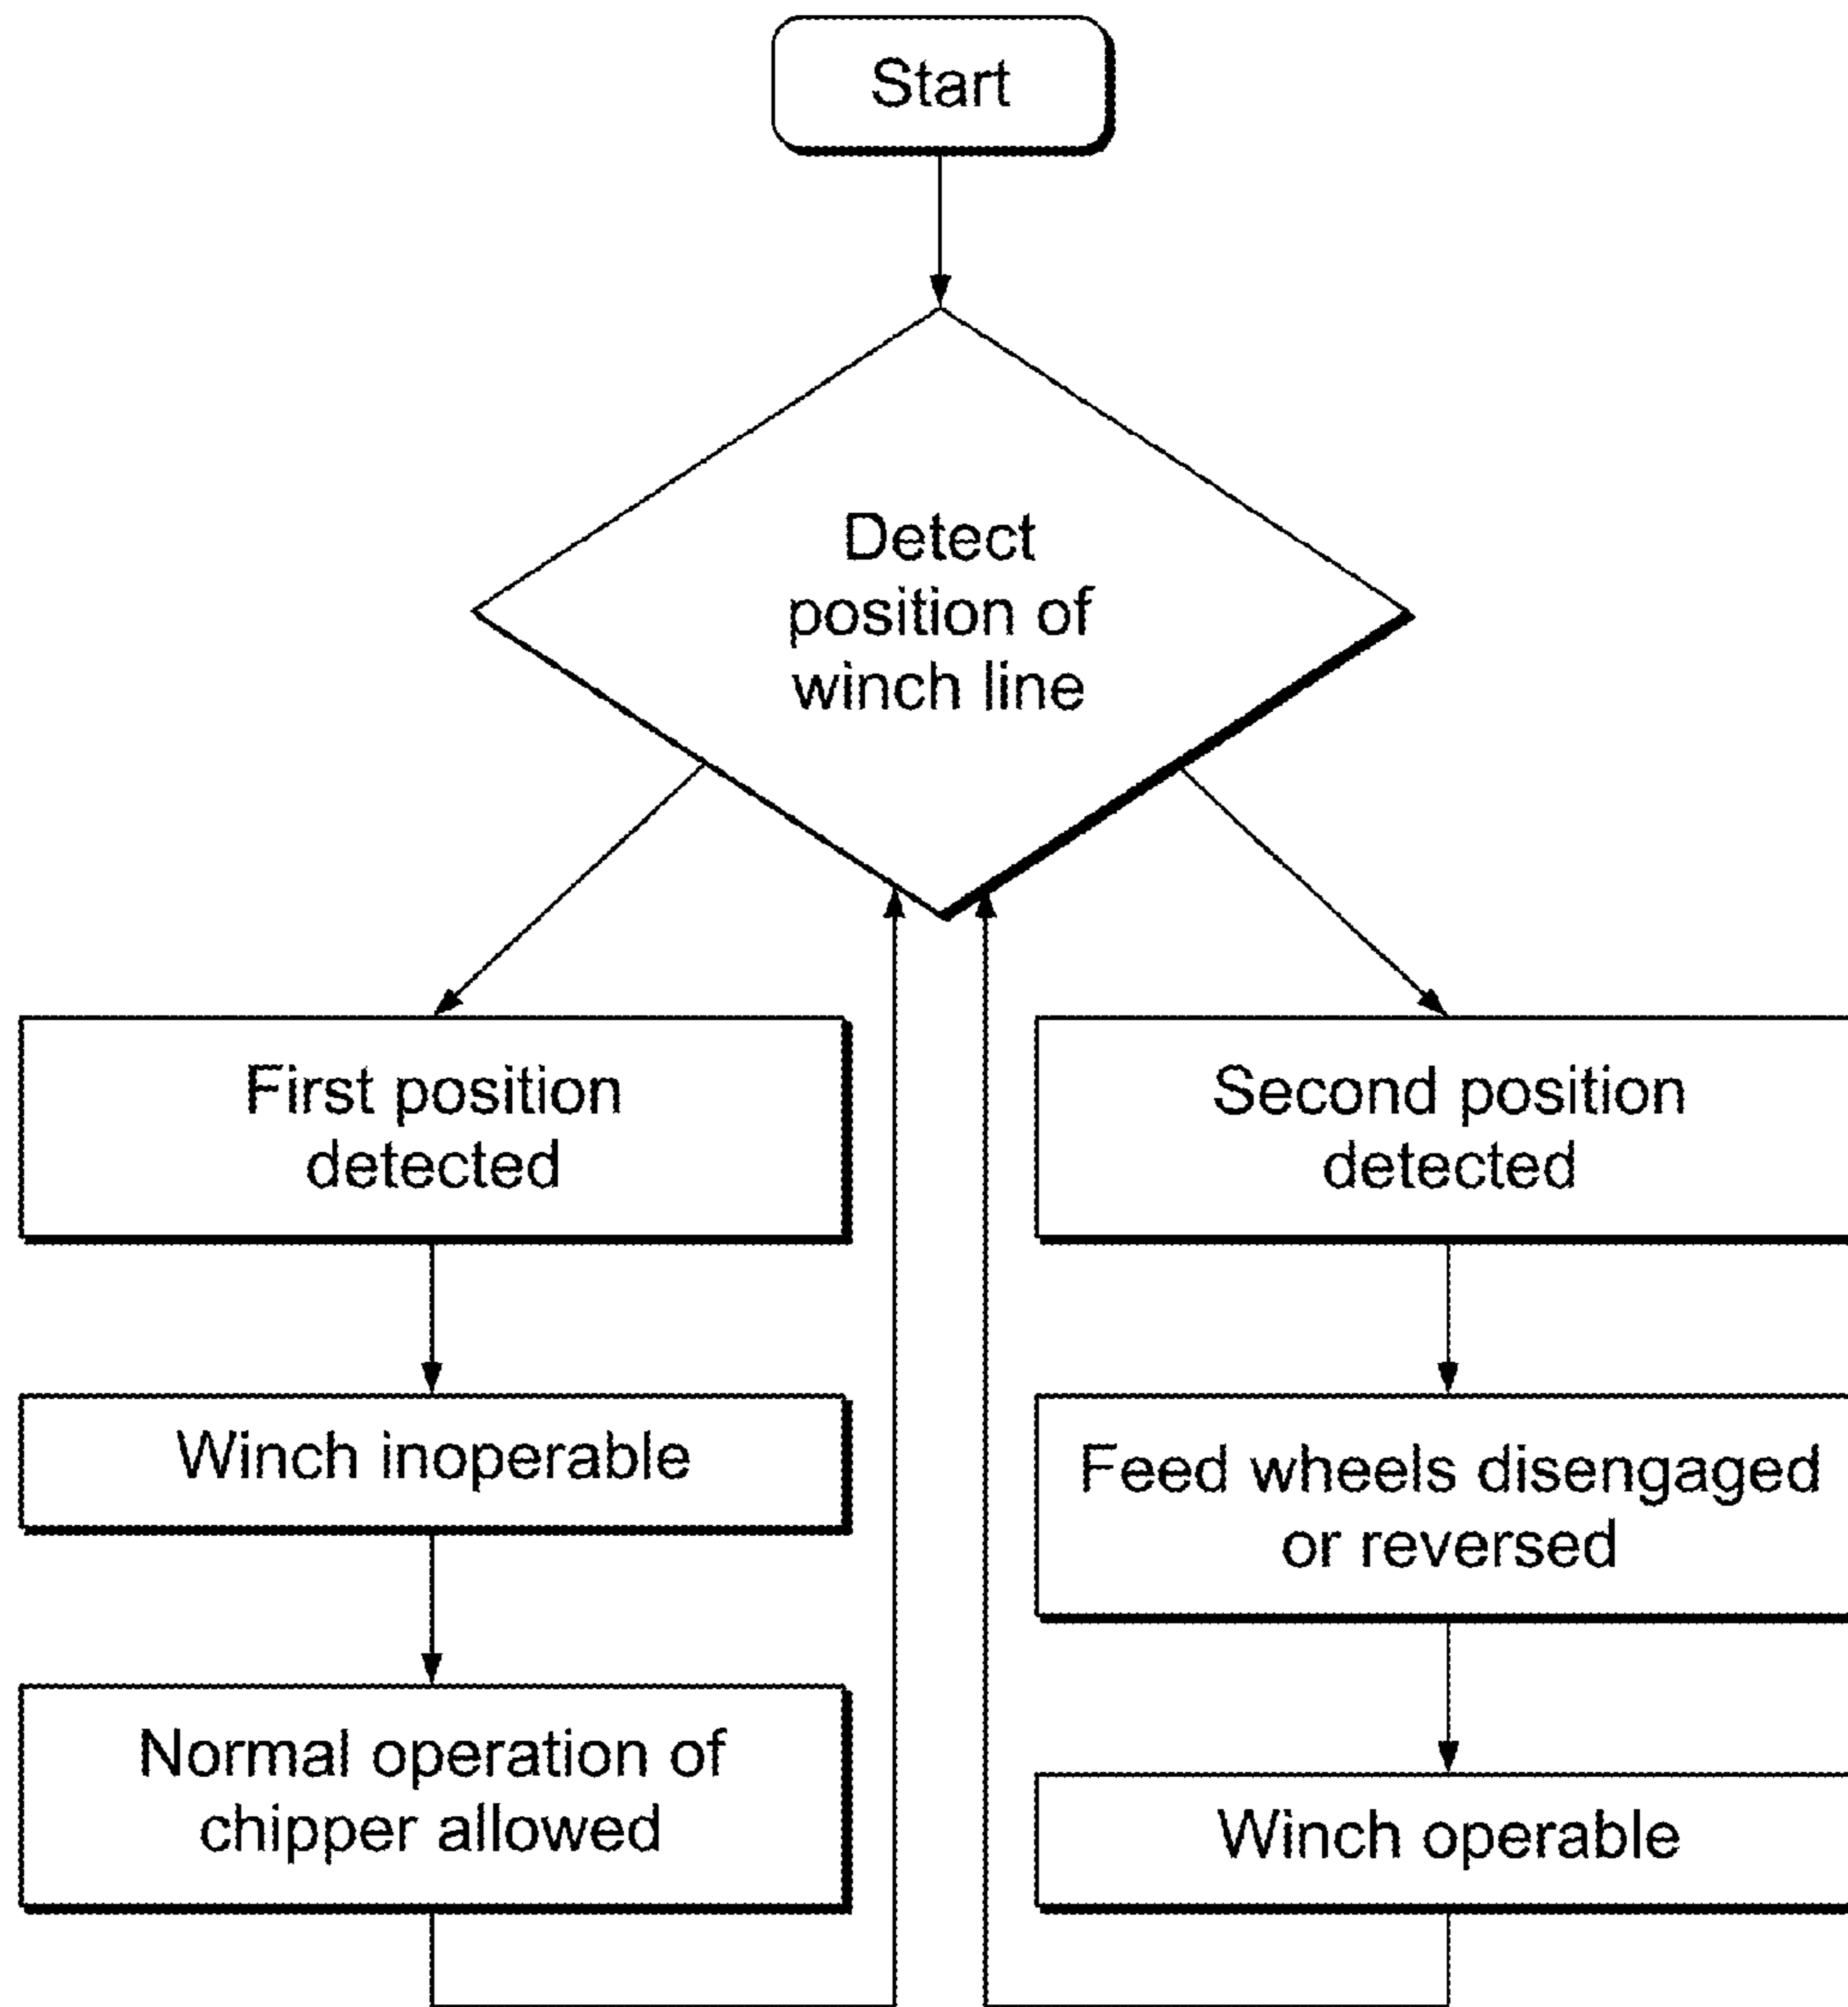 Start
Detect
position of
winch line
First position
detected
Second position
detected
Winch inoperable
Feed wheels disengaged
or reversed
Normal operation of
chipper allowed
Winch operable